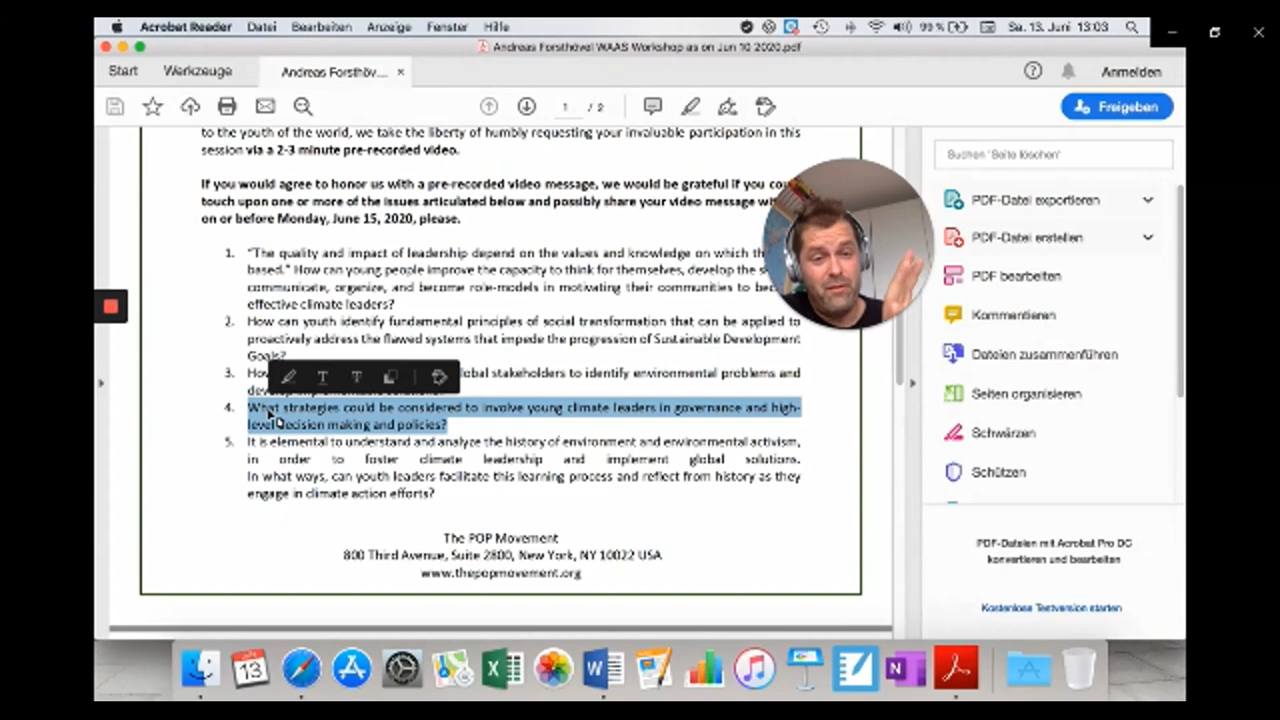 Acrobat Reader Datei Bearbeiten Anzeige Fenster Hilfe 99% Sa. 13. Juni 13:03
Andreas Forsthövel WAAS Workshop as on Jun 10 2020.pdf
Start Werkzeuge Andreas Forsthöv... × Anmelden
1 / 2 Freigeben
to the youth of the world, we take the liberty of humbly requesting your invaluable participation in this
session via a 2-3 minute pre-recorded video.
If you would agree to honor us with a pre-recorded video message, we would be grateful if you
touch upon one or more of the issues articulated below and possibly share your video message
on or before Monday, June 15, 2020, please.
1. "The quality and impact of leadership depend on the values and knowledge on which
based." How can young people improve the capacity to think for themselves, develop the
communicate, organize, and become role-models in motivating their communities to
effective climate leaders?
2. How can youth identify fundamental principles of social transformation that can be applied to
proactively address the flawed systems that impede the progression of Sustainable Development
Goals?
3. stakeholders to identify environmental problems and
4. What strategies could be considered to involve young climate leaders in governance and high-
level decision making and policies?
5. It is elemental to understand and analyze the history of environment and environmental activism,
in order to foster climate leadership and implement global solutions.
In what ways, can youth leaders facilitate this learning process and reflect from history as they
engage in climate action efforts?
The POP Movement
800 Third Avenue, Suite 2800, New York, NY 10022 USA
www.thepopmovement.org
Suchen 'Seite löschen'
PDF-Datei exportieren
PDF-Datei erstellen
PDF bearbeiten
Kommentieren
Dateien zusammenführen
Seiten organisieren
Schwärzen
Schützen
PDF-Dateien mit Acrobat Pro DC
konvertieren und bearbeiten
Kostenlose Testversion starten
13